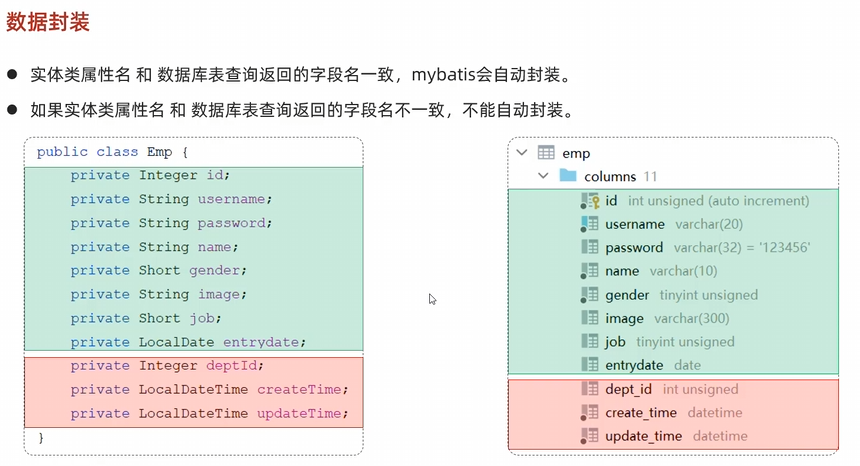 数据封装
● 实体类属性名 和 数据库表查询返回的字段名一致，mybatis会自动封装。
● 如果实体类属性名 和 数据库表查询返回的字段名不一致，不能自动封装。
public class Emp {
private Integer id;
private String username;
private String password;
private String name;
private Short gender;
private String image;
private Short job;
private LocalDate entrydate;
private Integer deptId;
private LocalDateTime createTime;
private LocalDateTime updateTime;
}
emp
columns 11
id int unsigned (auto increment)
username varchar(20)
password varchar(32) = '123456'
name varchar(10)
gender tinyint unsigned
image varchar(300)
job tinyint unsigned
entrydate date
dept_id int unsigned
create_time datetime
update_time datetime